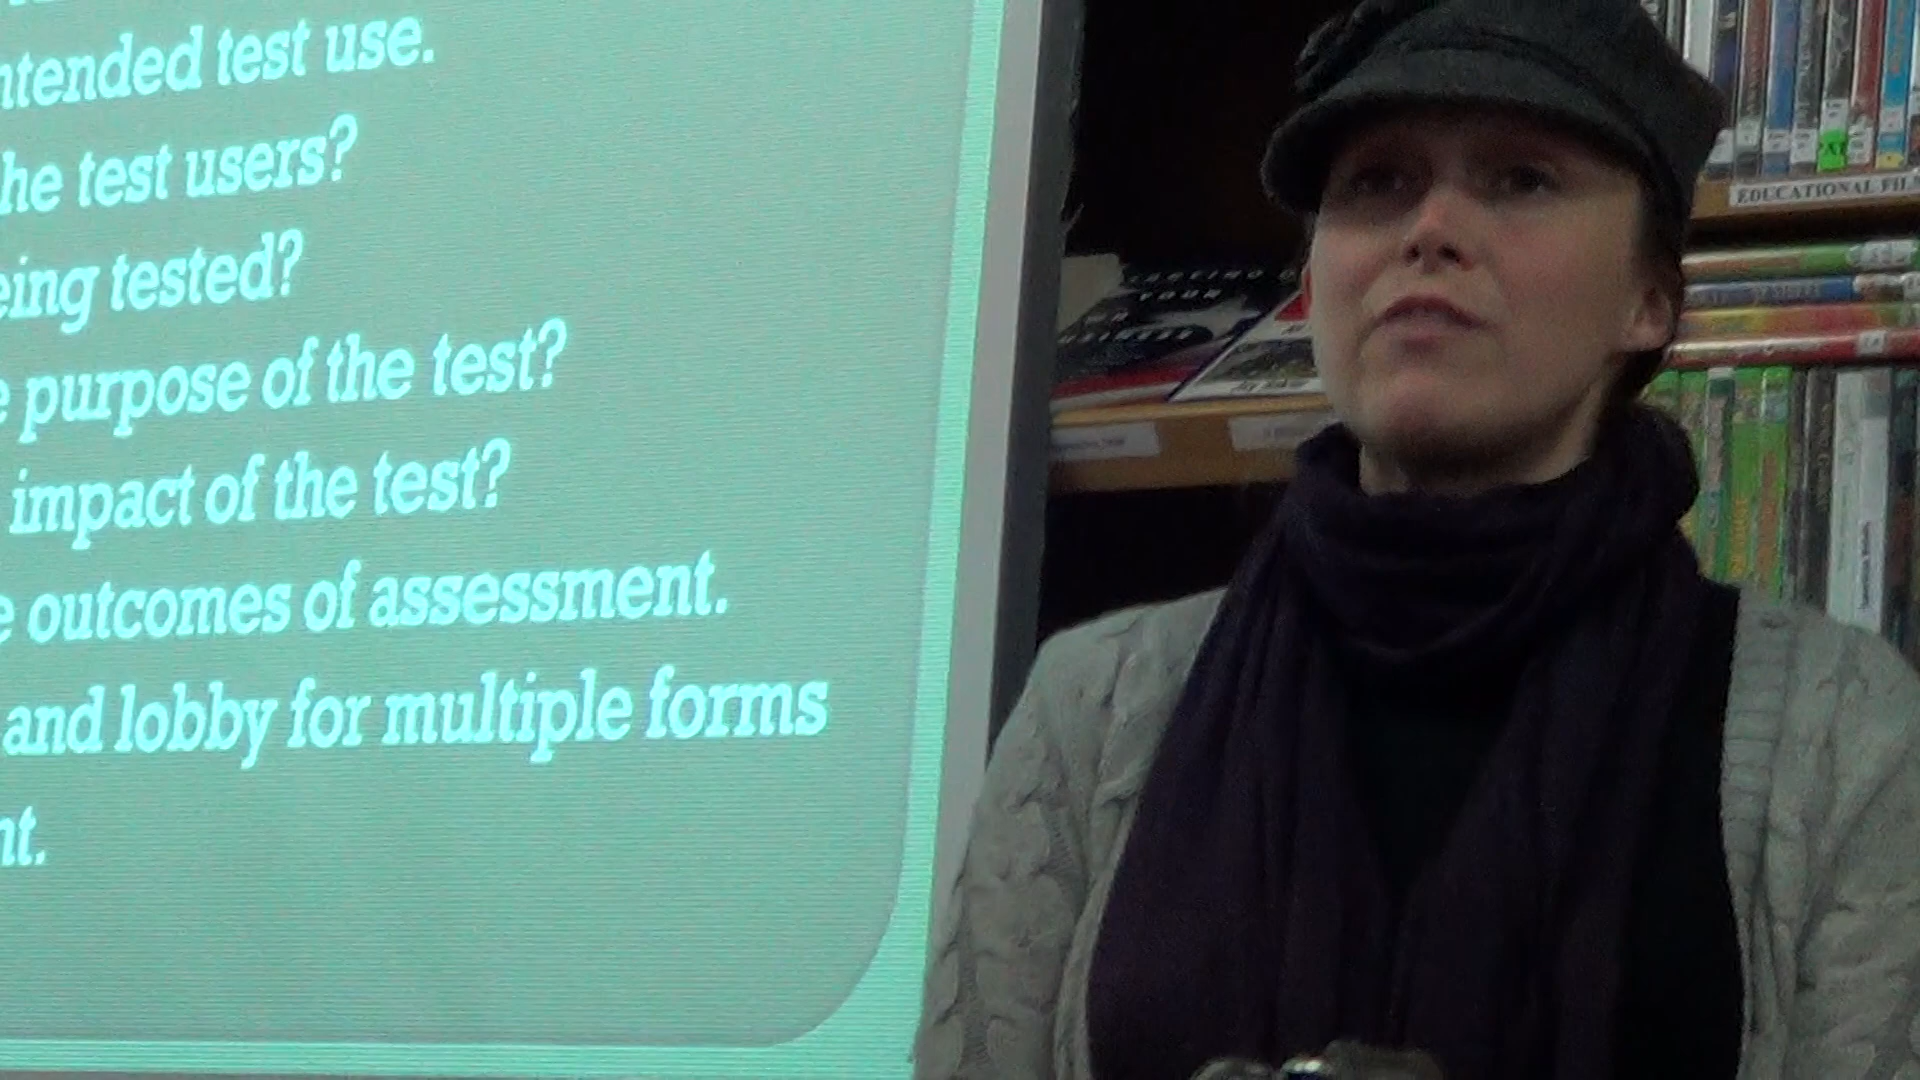 ntended test use.
he test users?
eing tested?
e purpose of the test?
impact of the test?
e outcomes of assessment.
and lobby for multiple forms
nt.
EDUCATIONAL FIL
YOUR